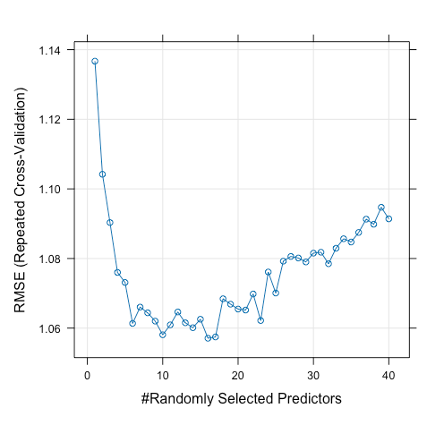 1.14
1.12
1.10
1.08
1.06
RMSE (Repeated Cross-Validation)
0 10 20 30 40
#Randomly Selected Predictors